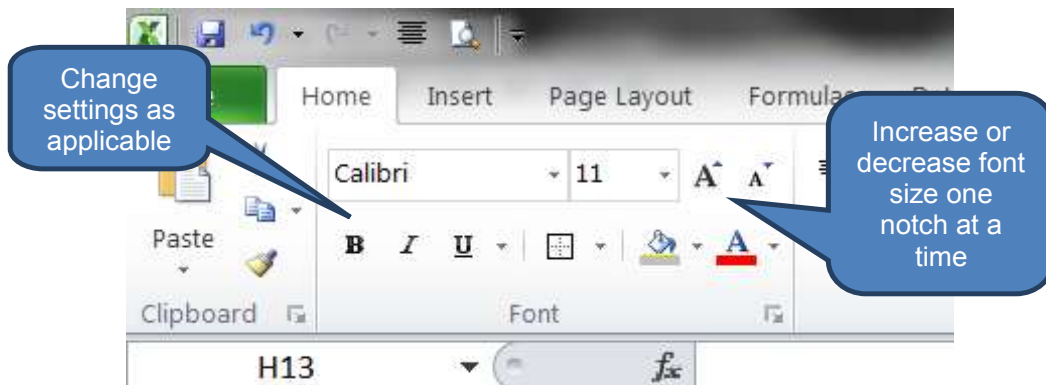 Change
settings as
applicable
Home Insert Page Layout
Increase or
decrease font
size one
notch at a
time
Calibri 11 A A
Paste B I U A
Clipboard Font
H13 fx